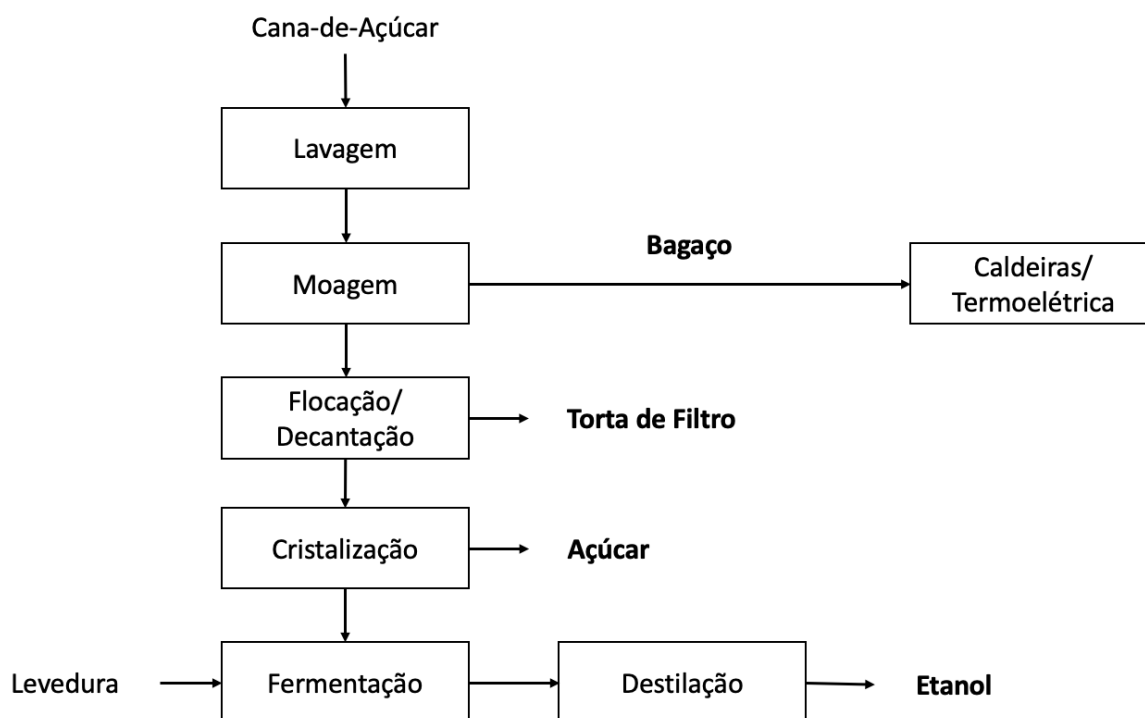 Cana-de-Açúcar
Lavagem
Bagaço
Moagem
Caldeiras/
Termoelétrica
Flocação/
Decantação
Torta de Filtro
Cristalização
Açúcar
Levedura
Fermentação
Destilação
Etanol